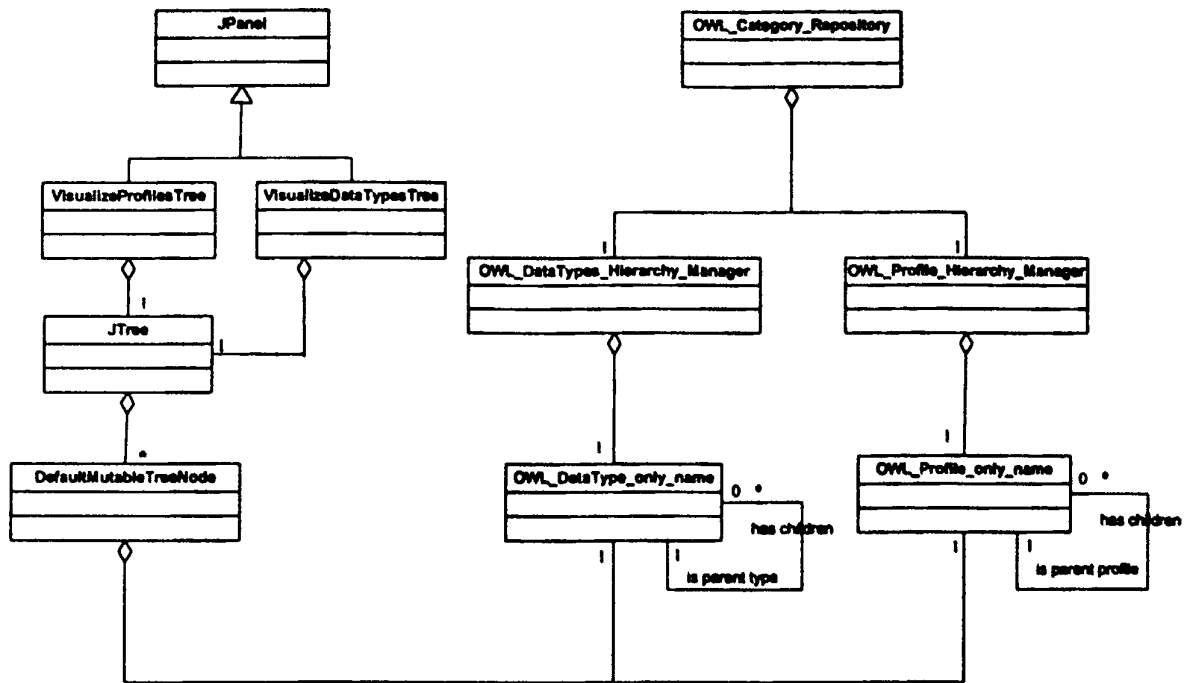 JPanel
OWL_Category_Repository
VisualizeProfilesTree
VisualizeDataTypesTree
1
1
OWL_DataTypes_Hierarchy_Manager
OWL_Profile_Hierarchy_Manager
1
JTree
1
1
1
*
DefaultMutableTreeNode
OWL_DataType_only_name
OWL_Profile_only_name
0 *
0 *
has children
has children
1
1
1
1
is parent type
is parent profile